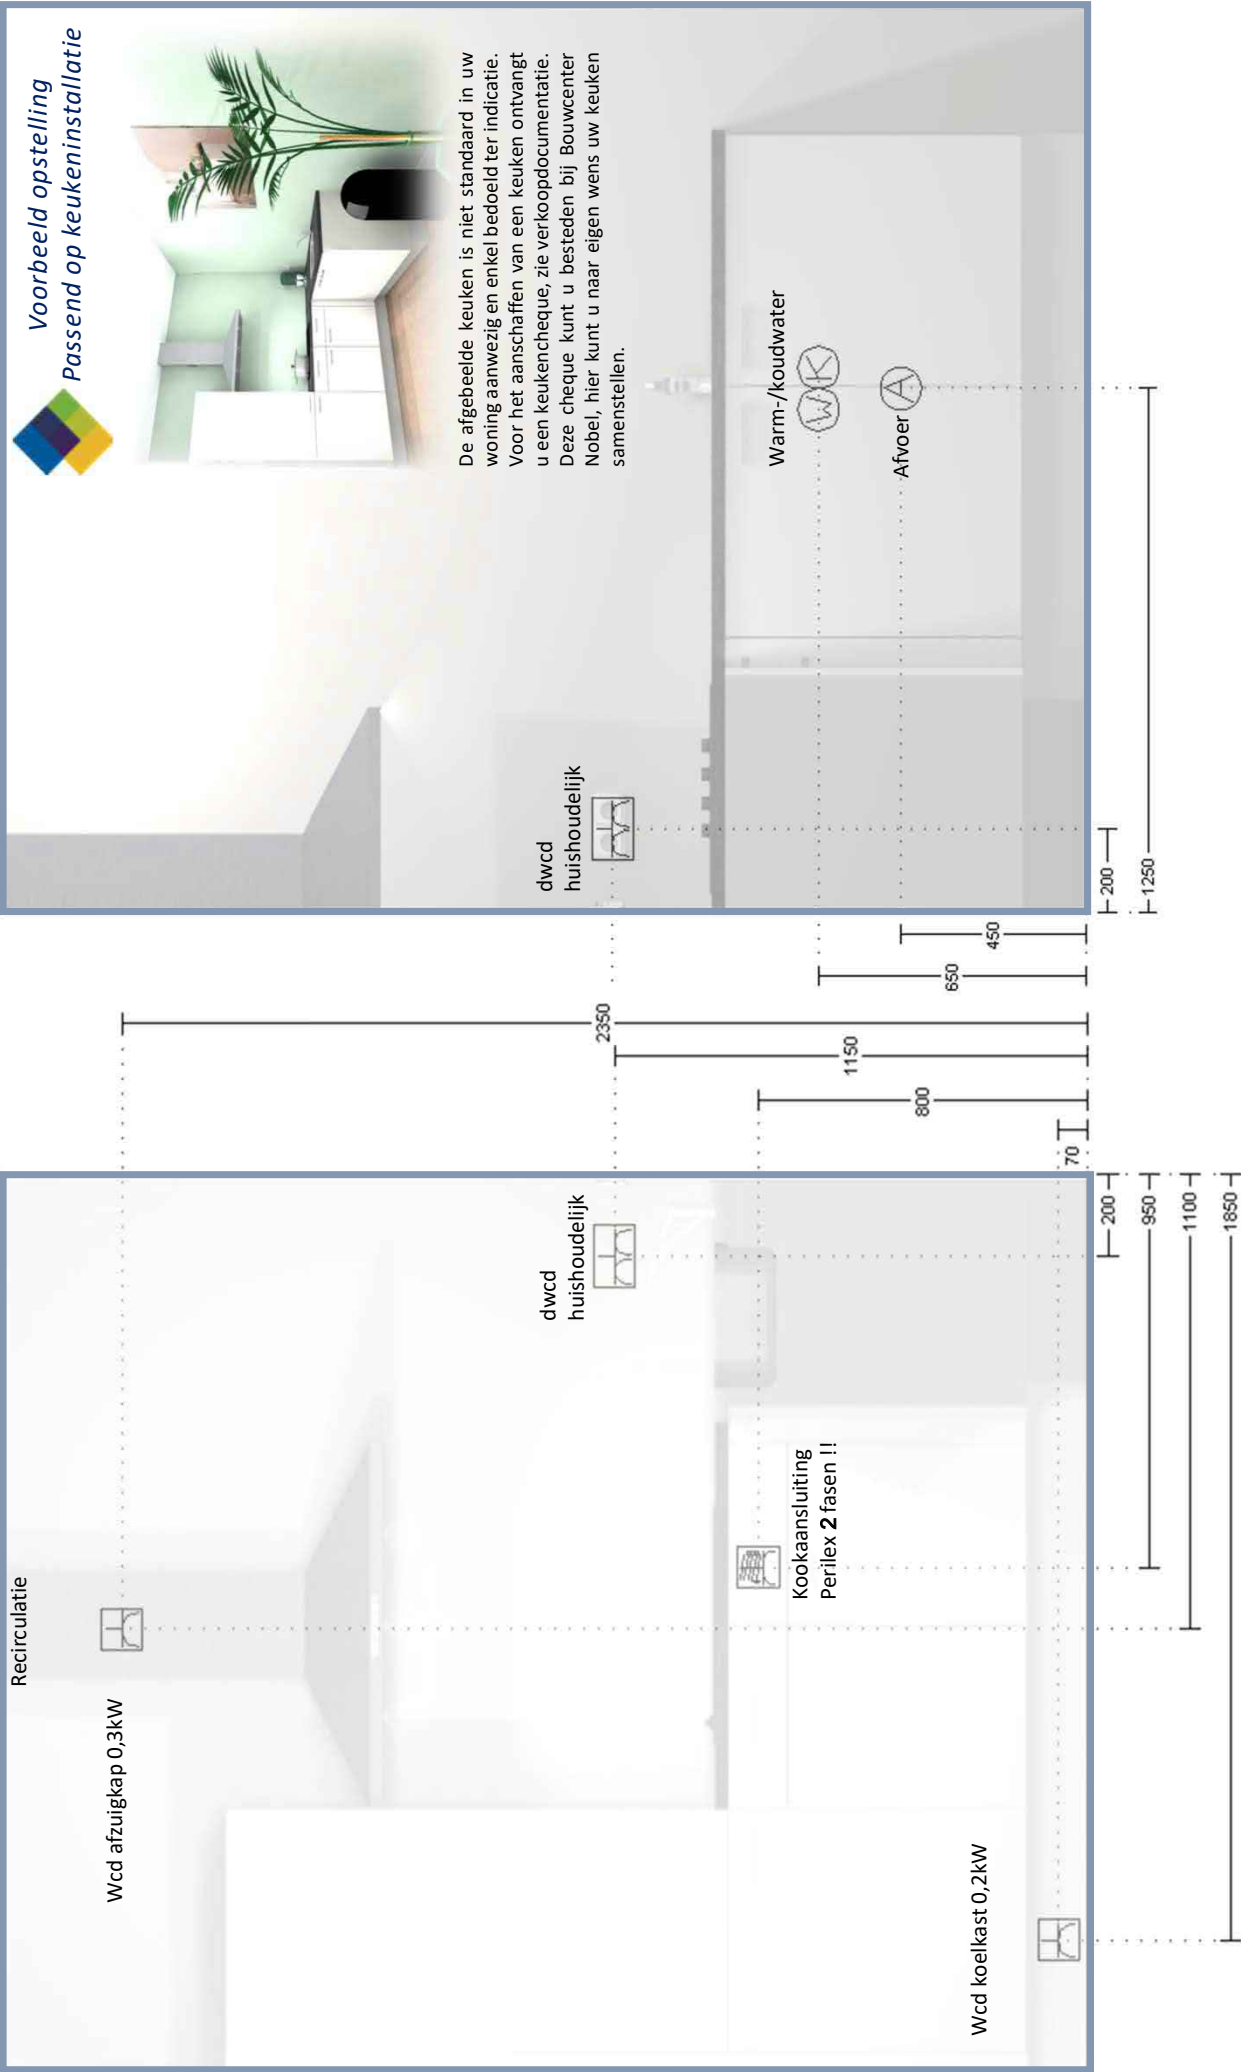 Voorbeeld opstelling
Passend op keukeninstallatie
De afgebeelde keuken is niet standaard in uw
woning aanwezig en enkel bedoeld ter indicatie.
Voor het aanschaffen van een keuken ontvangt
u een keukencheque, zie verkoopdocumentatie.
Deze cheque kunt u besteden bij Bouwcenter
Nobel, hier kunt u naar eigen wens uw keuken
samenstellen.
Recirculatie
Wcd afzuigkap 0,3kW
dwcd
huishoudelijk
Kookaansluiting
Perilex 2 fasen !!
Wcd koelkast 0,2kW
2350
1150
800
70
200
950
1100
1850
dwcd
huishoudelijk
Warm-/koudwater
W K
Afvoer A
650
450
200
1250